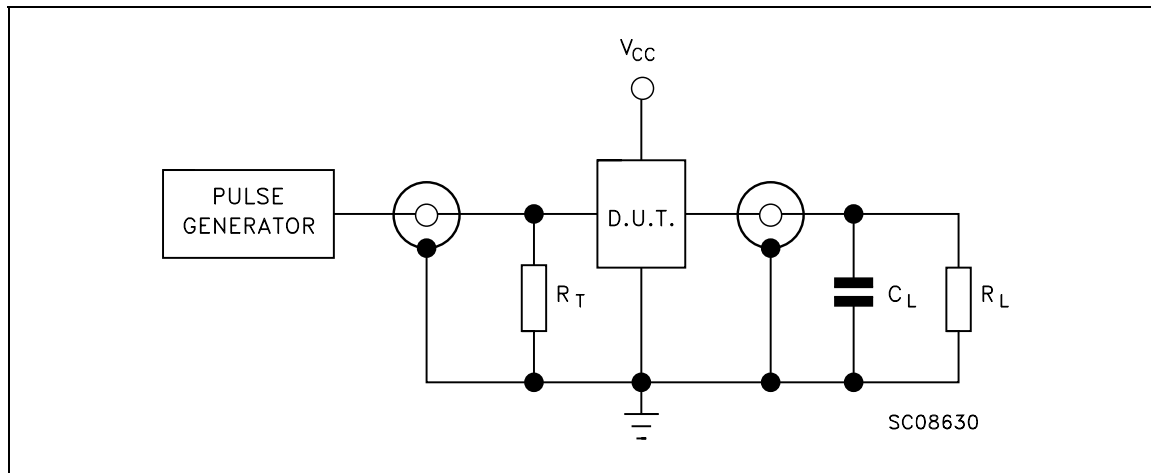 VCC
PULSE
GENERATOR
D.U.T.
RT
CL
RL
SC08630